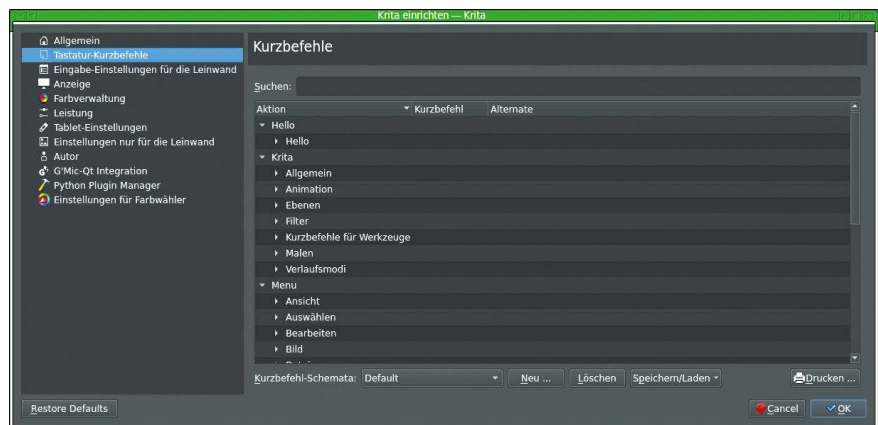 Krita einrichten — Krita
Allgemein
Tastatur-Kurzbefehle
Eingabe-Einstellungen für die Leinwand
Anzeige
Farbverwaltung
Leistung
Tablet-Einstellungen
Einstellungen nur für die Leinwand
Autor
G'Mic-Qt Integration
Python Plugin Manager
Einstellungen für Farbwähler
Kurzbefehle
Suchen:
Aktion Kurzbefehl Alternate
Hello
Hello
Krita
Allgemein
Animation
Ebenen
Filter
Kurzbefehle für Werkzeuge
Malen
Verlaufsmodi
Menu
Ansicht
Auswählen
Bearbeiten
Bild
Kurzbefehl-Schemata: Default Neu ... Löschen Speichern/Laden Drucken ...
Restore Defaults Cancel OK